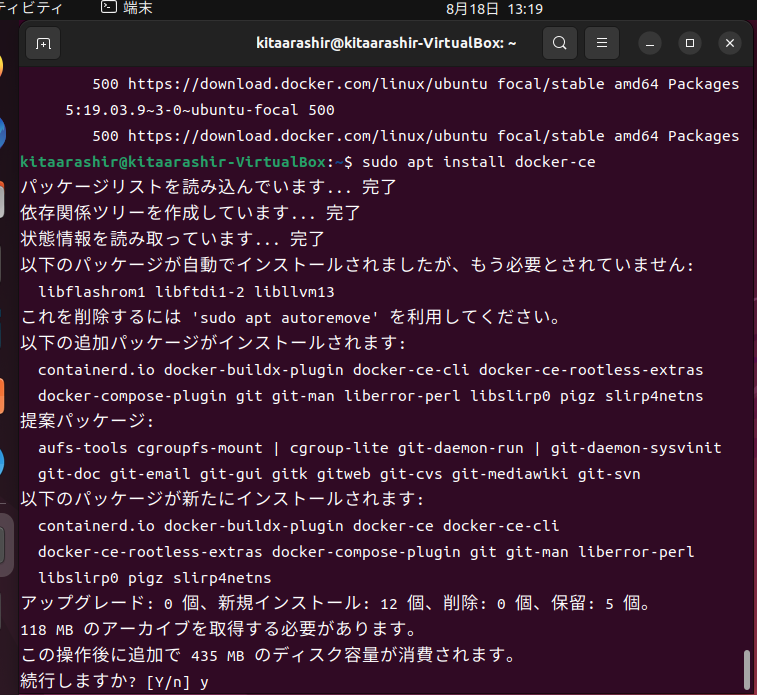 ティビティ 端末 8月18日 13:19
kitaarashir@kitaarashir-VirtualBox: ~
500 https://download.docker.com/linux/ubuntu focal/stable amd64 Packages
5:19.03.9~3-0~ubuntu-focal 500
500 https://download.docker.com/linux/ubuntu focal/stable amd64 Packages
kitaarashir@kitaarashir-VirtualBox:~$ sudo apt install docker-ce
パッケージリストを読み込んでいます... 完了
依存関係ツリーを作成しています... 完了
状態情報を読み取っています... 完了
以下のパッケージが自動でインストールされましたが、もう必要とされていません:
libflashrom1 libftdi1-2 libllvm13
これを削除するには 'sudo apt autoremove' を利用してください。
以下の追加パッケージがインストールされます:
containerd.io docker-buildx-plugin docker-ce-cli docker-ce-rootless-extras
docker-compose-plugin git git-man liberror-perl libslirp0 pigz slirp4netns
提案パッケージ:
aufs-tools cgroupfs-mount | cgroup-lite git-daemon-run | git-daemon-sysvinit
git-doc git-email git-gui gitk gitweb git-cvs git-mediawiki git-svn
以下のパッケージが新たにインストールされます:
containerd.io docker-buildx-plugin docker-ce docker-ce-cli
docker-ce-rootless-extras docker-compose-plugin git git-man liberror-perl
libslirp0 pigz slirp4netns
アップグレード: 0 個、新規インストール: 12 個、削除: 0 個、保留: 5 個。
118 MB のアーカイブを取得する必要があります。
この操作後に追加で 435 MB のディスク容量が消費されます。
続行しますか? [Y/n] y